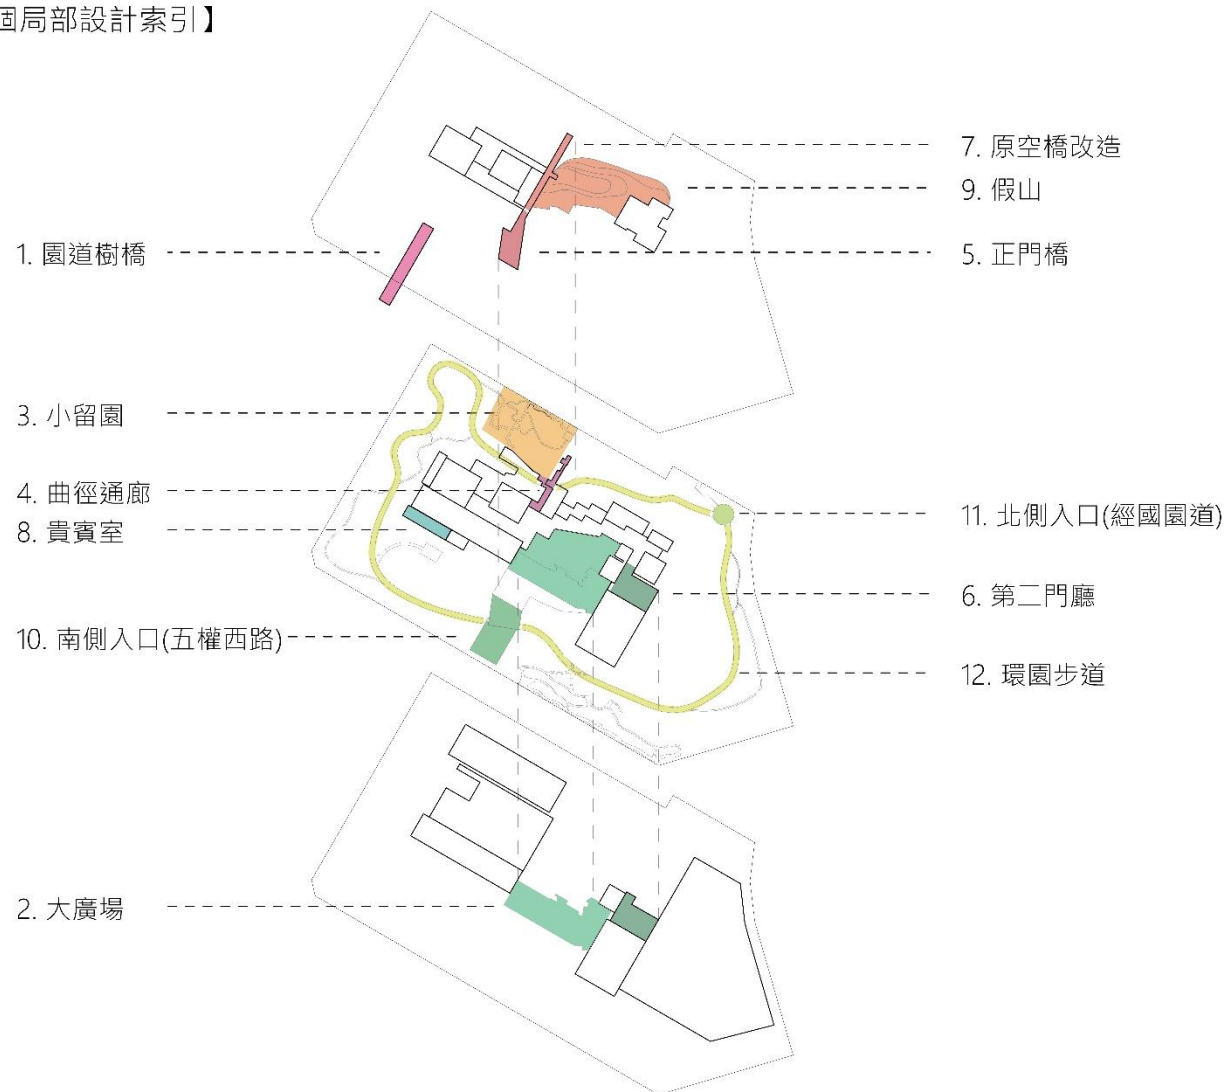 個局部設計索引】
7. 原空橋改造
9. 假山
1. 園道樹橋
5. 正門橋
3. 小留園
4. 曲徑通廊
11. 北側入口(經國園道)
8. 貴賓室
6. 第二門廳
10. 南側入口(五權西路)
12. 環園步道
2. 大廣場